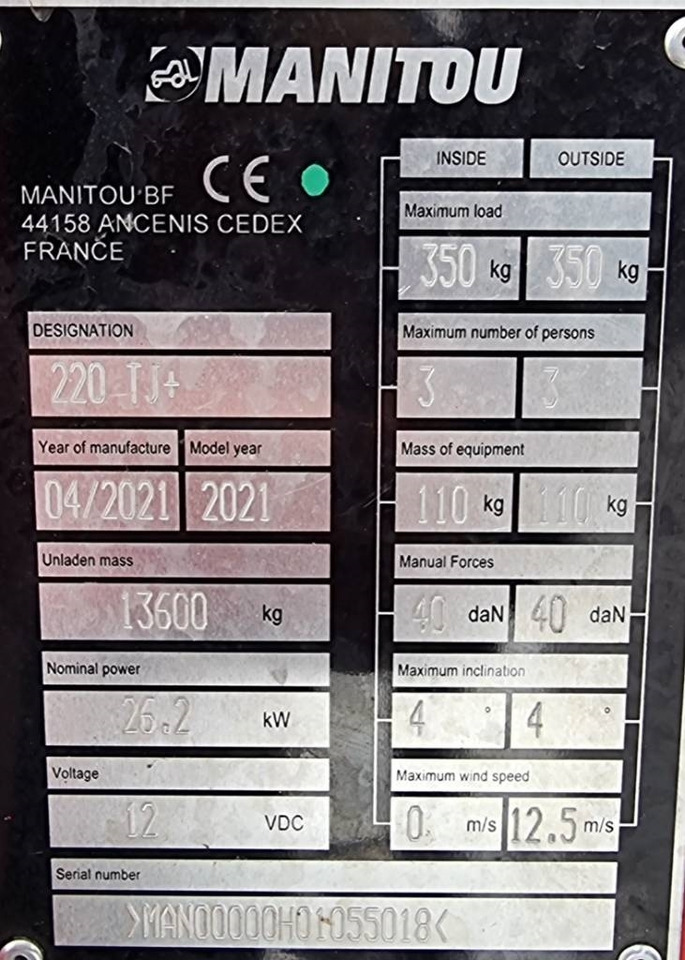 MANITOU
CE
MANITOU BF
44158 ANCENIS CEDEX
FRANCE
DESIGNATION
220 TJ+
Year of manufacture Model year
04/2021 2021
Unladen mass
13600 kg
Nominal power
26.2 kW
Voltage
12 VDC
INSIDE OUTSIDE
Maximum load
350 kg 350 kg
Maximum number of persons
3 3
Mass of equipment
110 kg 110 kg
Manual Forces
40 daN 40 daN
Maximum inclination
4 ° 4 °
Maximum wind speed
0 m/s 12.5 m/s
Serial number
>MAN00000H01055018<